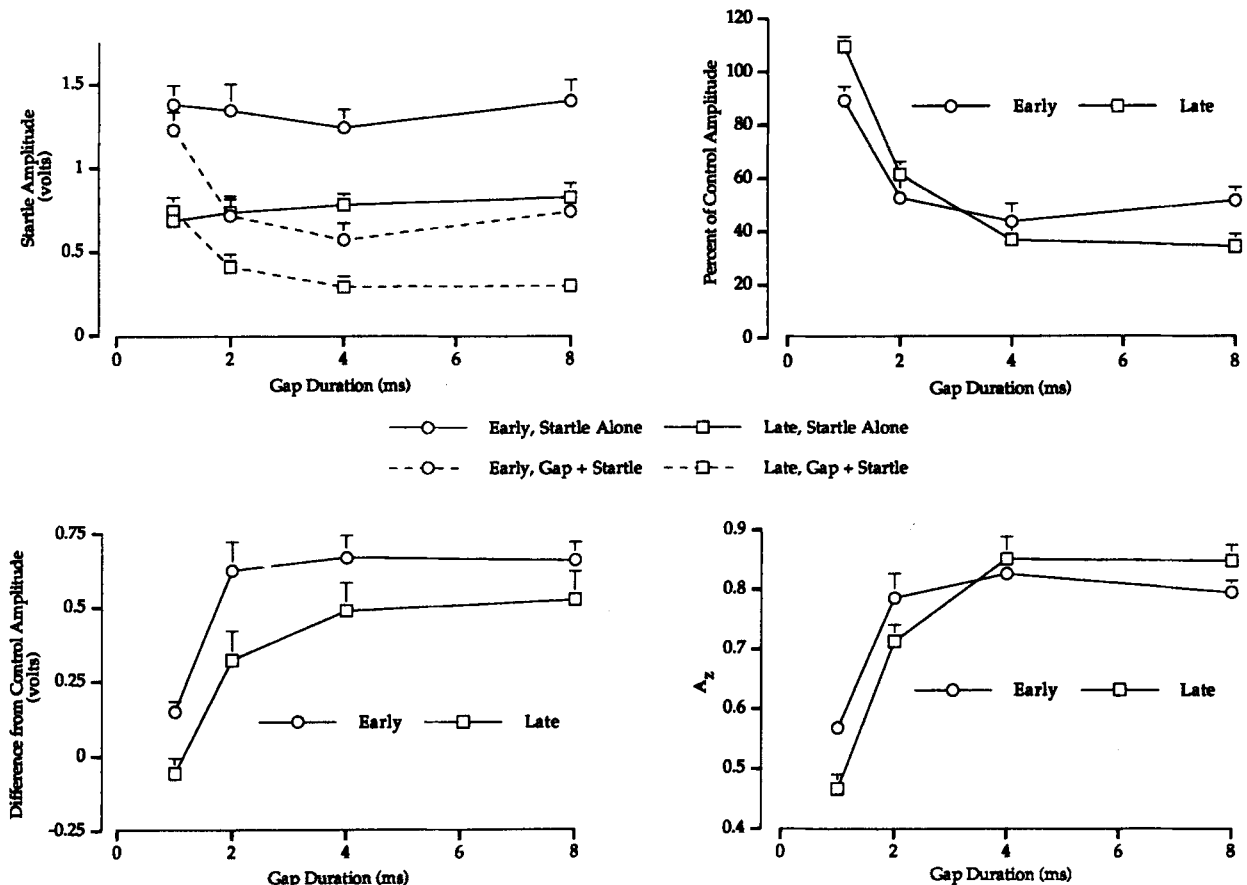 Startle Amplitude
(volts)
1.5
1
0.5
0
0
2
4
6
8
Gap Duration (ms)
Percent of Control Amplitude
120
100
80
60
40
20
0
Early
Late
0
2
4
6
8
Gap Duration (ms)
Early, Startle Alone
Late, Startle Alone
Early, Gap + Startle
Late, Gap + Startle
Difference from Control Amplitude
(volts)
0.75
0.5
0.25
0
-0.25
Early
Late
0
2
4
6
8
Gap Duration (ms)
Az
0.9
0.8
0.7
0.6
0.5
0.4
Early
Late
0
2
4
6
8
Gap Duration (ms)